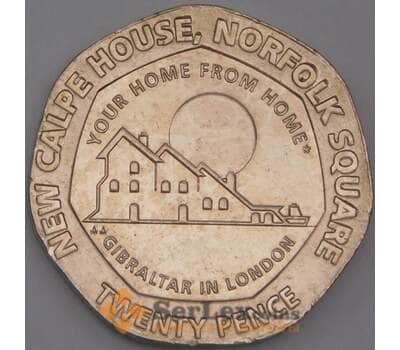 NEW CALPE HOUSE, NORFOLK SQUARE
YOUR HOME FROM HOME
GIBRALTAR IN LONDON
TWENTY PENCE